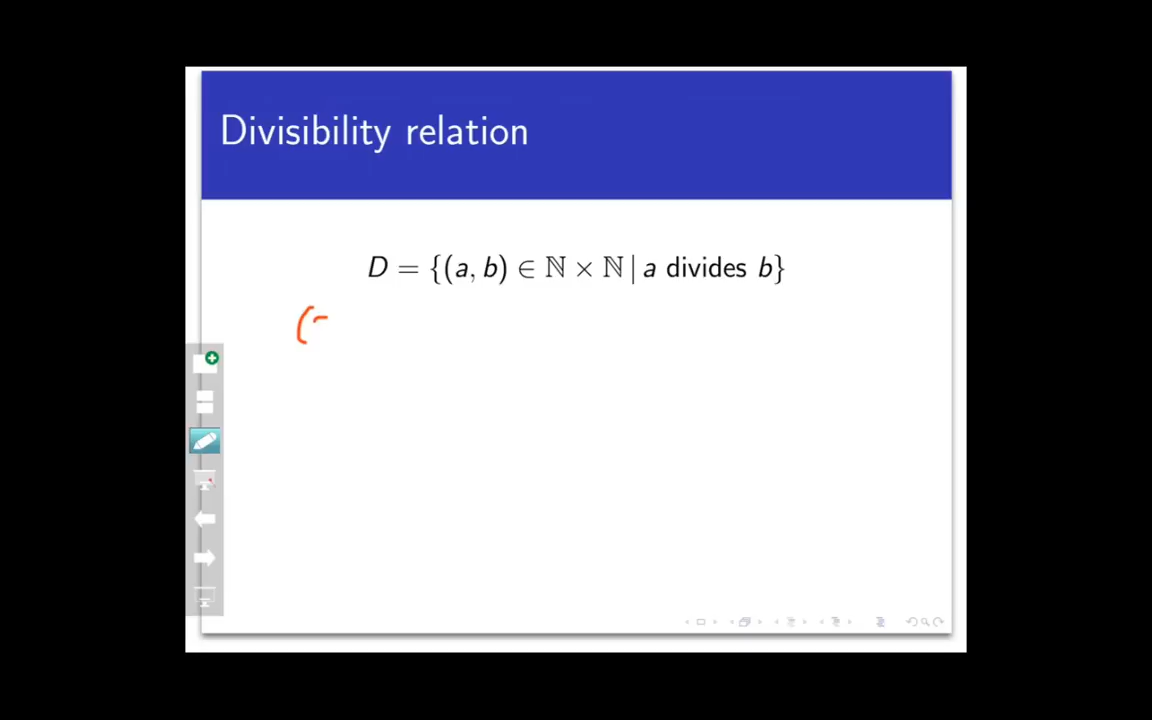 Divisibility relation
D = {(a, b) ∈ ℕ × ℕ | a divides b}
(